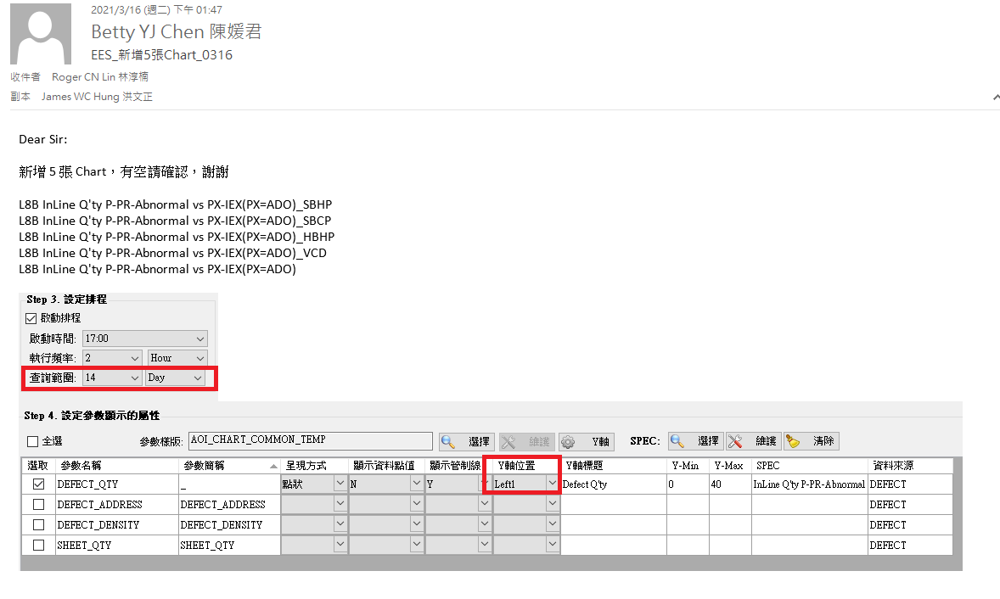 2021/3/16 (週二) 下午 01:47
Betty YJ Chen 陳媛君
EES_新增5張Chart_0316
收件者 Roger CN Lin 林淳楠
副本 James WC Hung 洪文正
Dear Sir:
新增 5 張 Chart，有空請確認，謝謝
L8B InLine Q'ty P-PR-Abnormal vs PX-IEX(PX=ADO)_SBHP
L8B InLine Q'ty P-PR-Abnormal vs PX-IEX(PX=ADO)_SBCP
L8B InLine Q'ty P-PR-Abnormal vs PX-IEX(PX=ADO)_HBHP
L8B InLine Q'ty P-PR-Abnormal vs PX-IEX(PX=ADO)_VCD
L8B InLine Q'ty P-PR-Abnormal vs PX-IEX(PX=ADO)
Step 3. 設定排程
啟動排程
啟動時間: 17:00
執行頻率: 2 Hour
查詢範圍: 14 Day
Step 4. 設定參數顯示的屬性
全選 參數樣版: AOI_CHART_COMMON_TEMP 選擇 維護 Y軸 SPEC: 選擇 維護 清除
選取 參數名稱 參數簡稱 呈現方式 顯示資料點值 顯示管制線 Y軸位置 Y軸標題 Y-Min Y-Max SPEC 資料來源
DEFECT_QTY _ 點狀 N Y Left1 Defect Q'ty 0 40 InLine Q'ty P-PR-Abnormal DEFECT
DEFECT_ADDRESS DEFECT_ADDRESS DEFECT
DEFECT_DENSITY DEFECT_DENSITY DEFECT
SHEET_QTY SHEET_QTY DEFECT